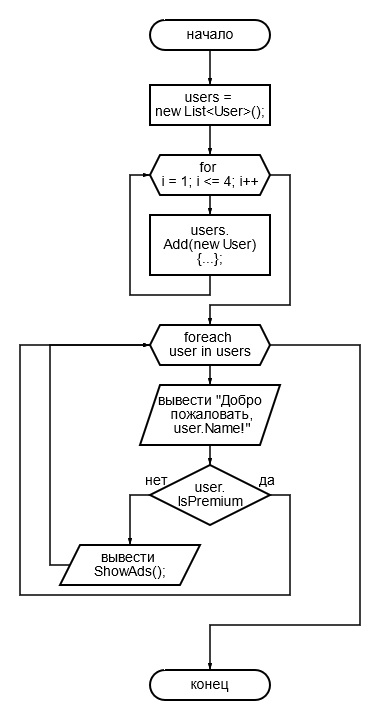 начало
users =
new List<User>();
for
i = 1; i <= 4; i++
users.
Add(new User)
{...};
foreach
user in users
вывести "Добро
пожаловать,
user.Name!"
нет
да
user.
IsPremium
вывести
ShowAds();
конец